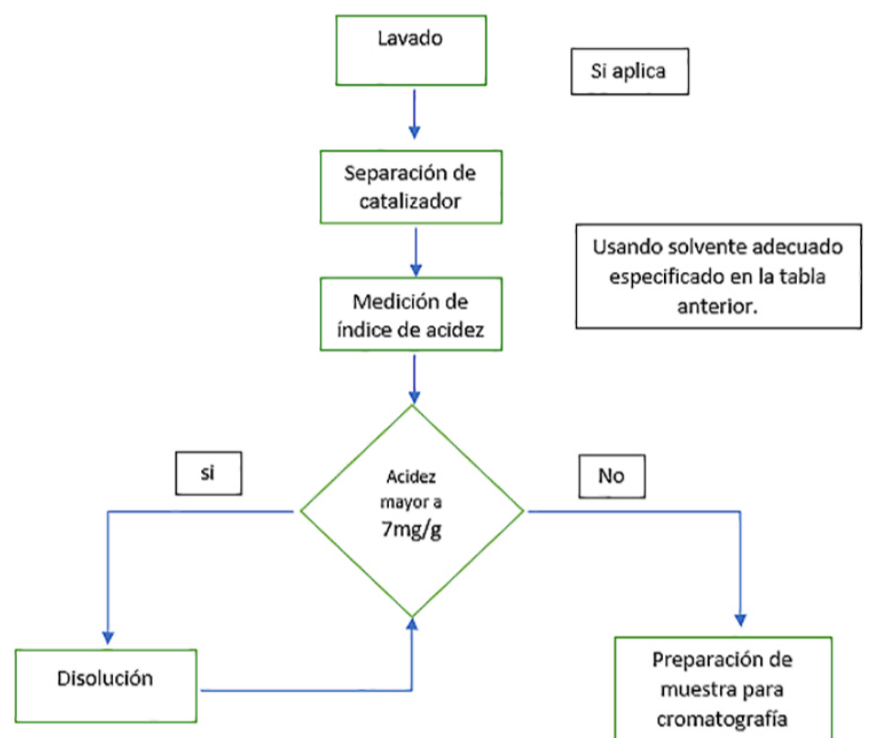 Lavado
Si aplica
Separación de
catalizador
Usando solvente adecuado
especificado en la tabla
anterior.
Medición de
índice de acidez
si
No
Acidez
mayor a
7mg/g
Disolución
Preparación de
muestra para
cromatografía